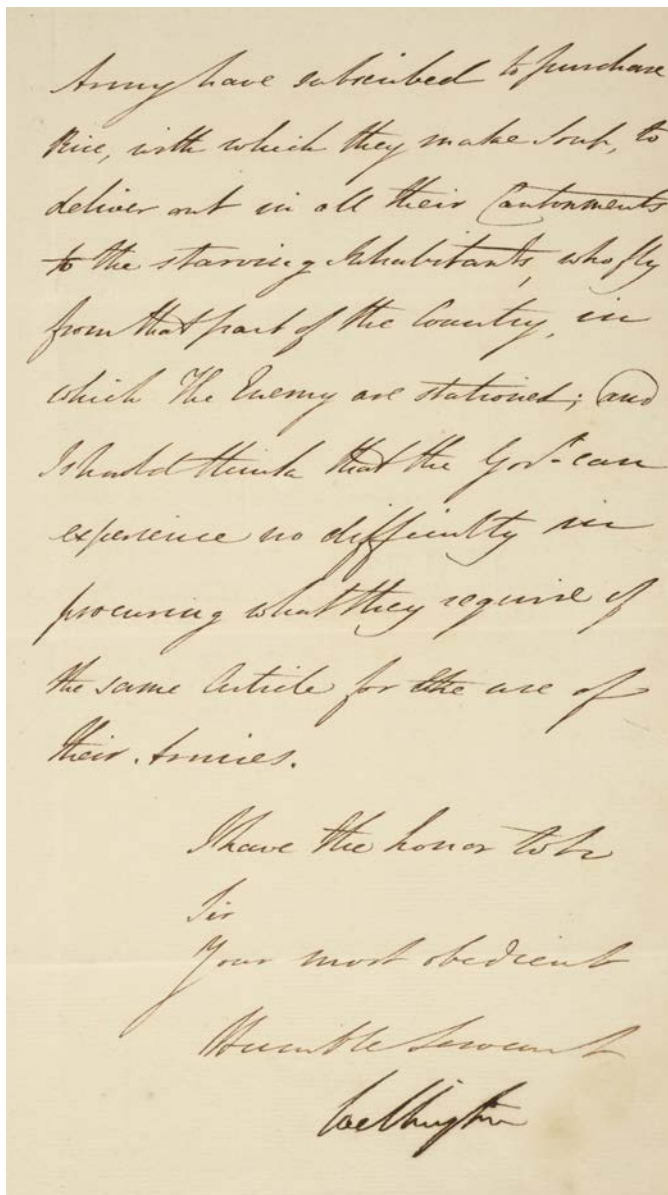 Army have subscribed to purchase
Rice, with which they make Soup, to
deliver out in all their Cantonments
to the starving Inhabitants, who fly
from that part of the Country, in
which The Enemy are stationed; and
I should think that the Govt. can
experience no difficulty in
procuring what they require of
the same Article for the use of
their Armies.
I have the honor to be
Sir
Your most obedient
Humble Servant
Wellington